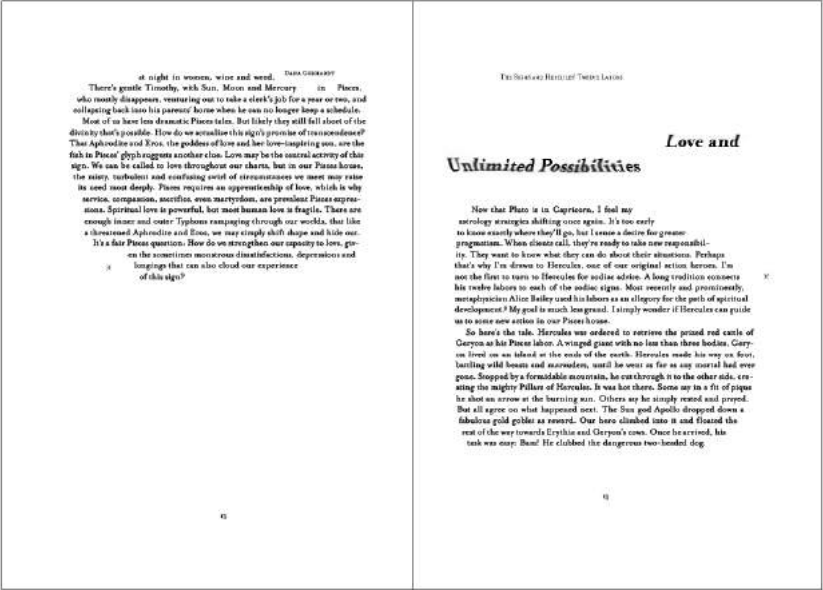 at night in women, wine and weed.
DANA GERHARDT
There's gentle Timothy, with Sun, Moon and Mercury in Pisces,
who mostly disappears, venturing out to take a clerk's job for a year or two, and
collapsing back into his parents' home when he can no longer keep a schedule.
Most of us have less dramatic Pisces tales. But likely they still fall short of the
divinity that's possible. How do we actualize this sign's promise of transcendence?
That Aphrodite and Eros, the goddess of love and her love-inspiring son, are the
fish in Pisces' glyph suggests another clue. Love may be the central activity of this
sign. We can be called to love throughout our charts, but in our Pisces house,
the misty, turbulent and confusing swirl of circumstances we meet may raise
its need most deeply. Pisces requires an apprenticeship of love, which is why
service, compassion, sacrifice, even martyrdom, are prevalent Pisces expres-
sions. Spiritual love is powerful, but most human love is fragile. There are
enough inner and outer Typhons rampaging through our worlds, that like
a threatened Aphrodite and Eros, we may simply shift shape and hide out.
It's a fair Pisces question: How do we strengthen our capacity to love, giv-
en the sometimes monstrous dissatisfactions, depressions and
longings that can also cloud our experience
of this sign?
THE SIGNS AND HERCULES' TWELVE LABORS
Love and
Unlimited Possibilities
Now that Pluto is in Capricorn, I feel my
astrology strategies shifting once again. It's too early
to know exactly where they'll go, but I sense a desire for greater
pragmatism. When clients call, they're ready to take new responsibil-
ity. They want to know what they can do about their situations. Perhaps
that's why I'm drawn to Hercules, one of our original action heroes. I'm
not the first to turn to Hercules for zodiac advice. A long tradition connects
his twelve labors to each of the zodiac signs. Most recently and prominently,
metaphysician Alice Bailey used his labors as an allegory for the path of spiritual
development. My goal is much less grand. I simply wonder if Hercules can guide
us to some new action in our Pisces house.
So here's the tale. Hercules was ordered to retrieve the prized red cattle of
Geryon as his Pisces labor. A winged giant with no less than three bodies, Gery-
on lived on an island at the ends of the earth. Hercules made his way on foot,
battling wild beasts and marauders, until he went as far as any mortal had ever
gone. Stopped by a formidable mountain, he cut through it to the other side, cre-
ating the mighty Pillars of Hercules. It was hot there. Some say in a fit of pique
he shot an arrow at the burning sun. Others say he simply rested and prayed.
But all agree on what happened next. The Sun god Apollo dropped down a
fabulous gold goblet as reward. Our hero climbed into it and floated the
rest of the way towards Erythia and Geryon's cows. Once he arrived, his
task was easy: Bam! He clubbed the dangerous two-headed dog,